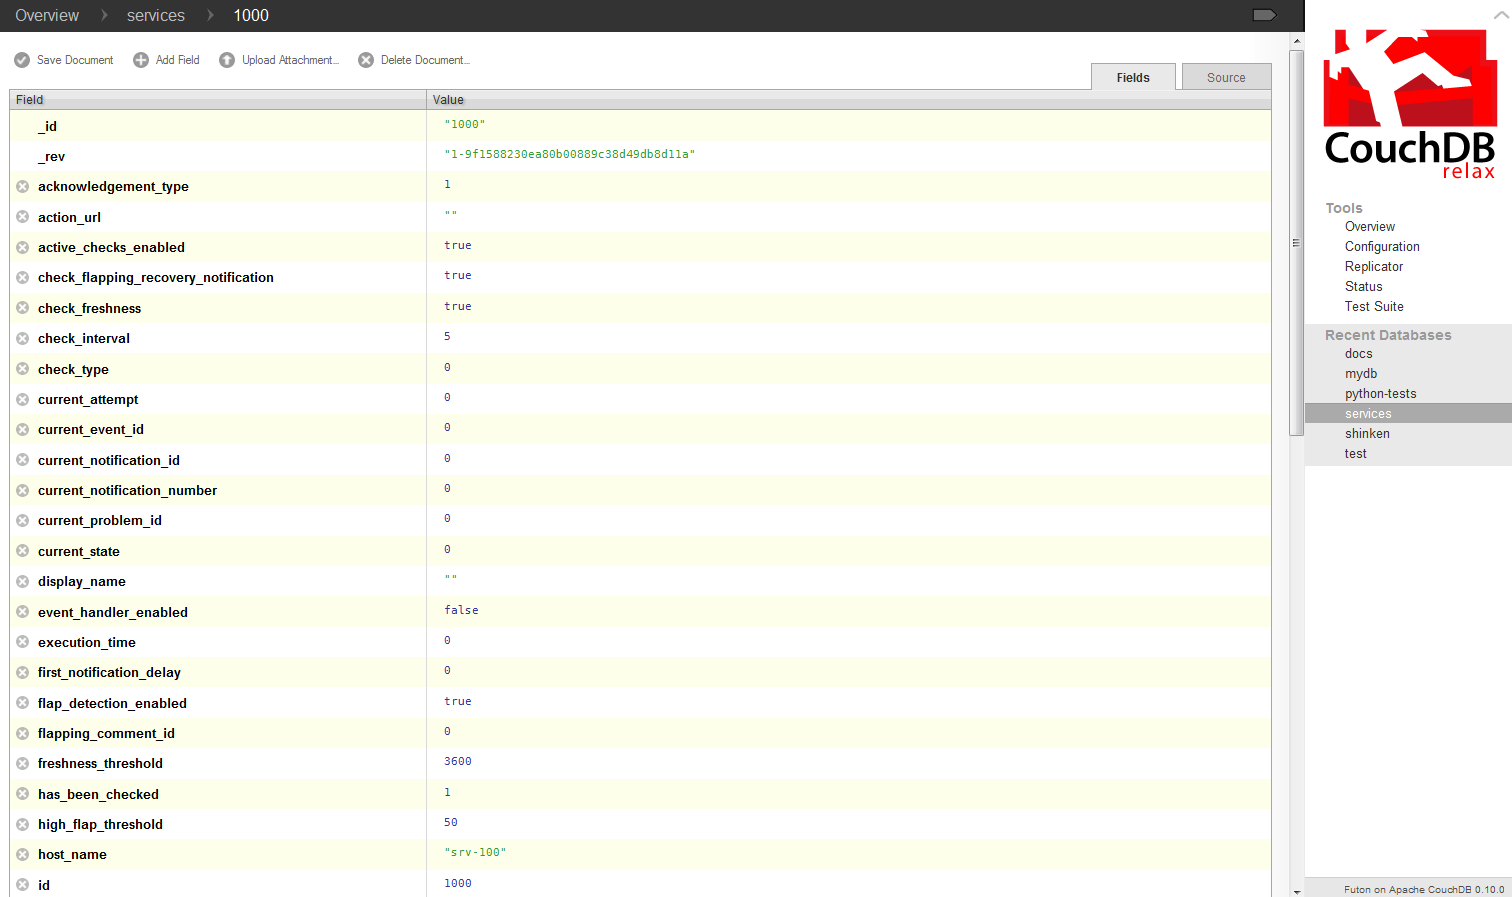 Overview services 1000
Save Document Add Field Upload Attachment... Delete Document...
Fields Source
Field Value
_id "1000"
_rev "1-9f1588230ea80b00889c38d49db8d11a"
acknowledgement_type 1
action_url ""
active_checks_enabled true
check_flapping_recovery_notification true
check_freshness true
check_interval 5
check_type 0
current_attempt 0
current_event_id 0
current_notification_id 0
current_notification_number 0
current_problem_id 0
current_state 0
display_name ""
event_handler_enabled false
execution_time 0
first_notification_delay 0
flap_detection_enabled true
flapping_comment_id 0
freshness_threshold 3600
has_been_checked 1
high_flap_threshold 50
host_name "srv-100"
id 1000
CouchDB
relax
Tools
Overview
Configuration
Replicator
Status
Test Suite
Recent Databases
docs
mydb
python-tests
services
shinken
test
Futon on Apache CouchDB 0.10.0